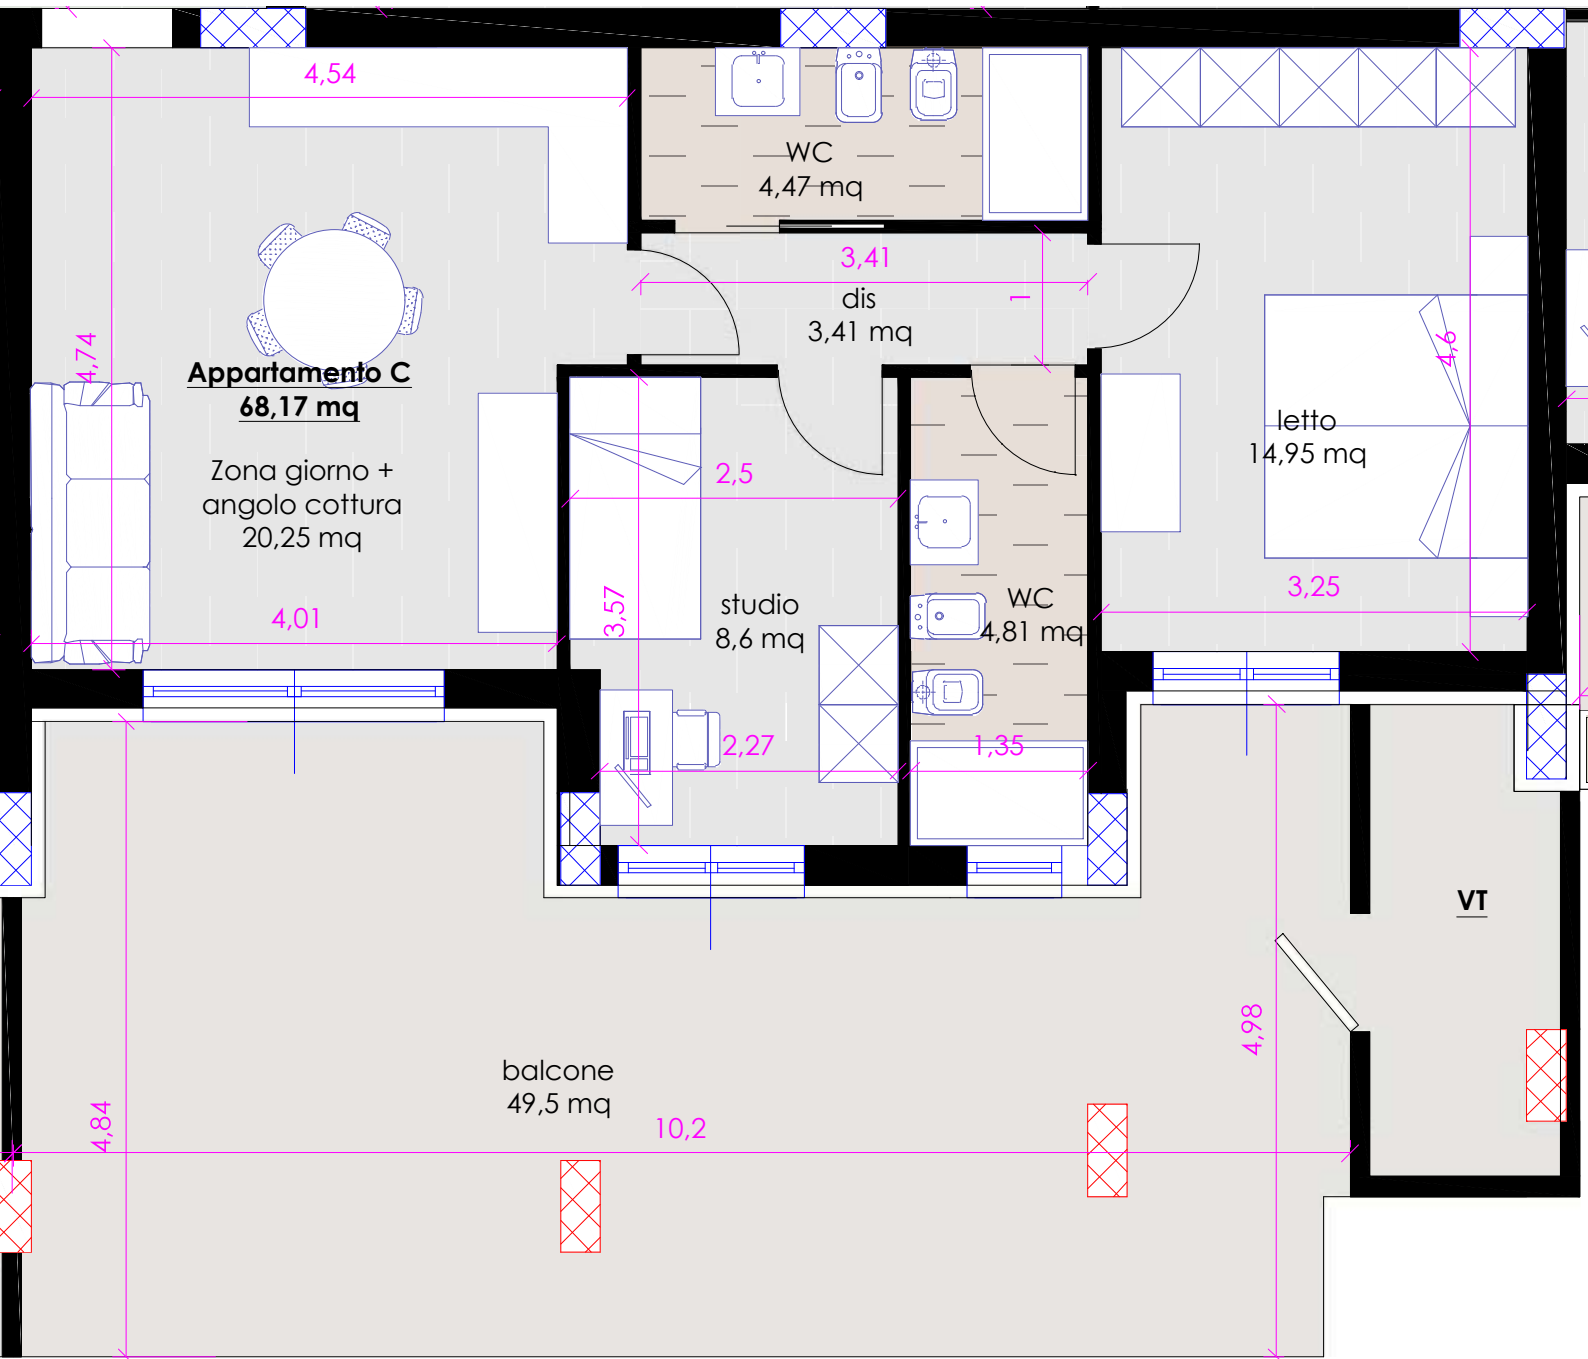 4,54
WC
4,47 mq
3,41
dis
3,41 mq
1
4,74
4,6
Appartamento C
68,17 mq
Zona giorno +
angolo cottura
20,25 mq
letto
14,95 mq
2,5
3,57
studio
8,6 mq
WC
4,81 mq
3,25
4,01
2,27
1,35
VT
4,98
balcone
49,5 mq
4,84
10,2